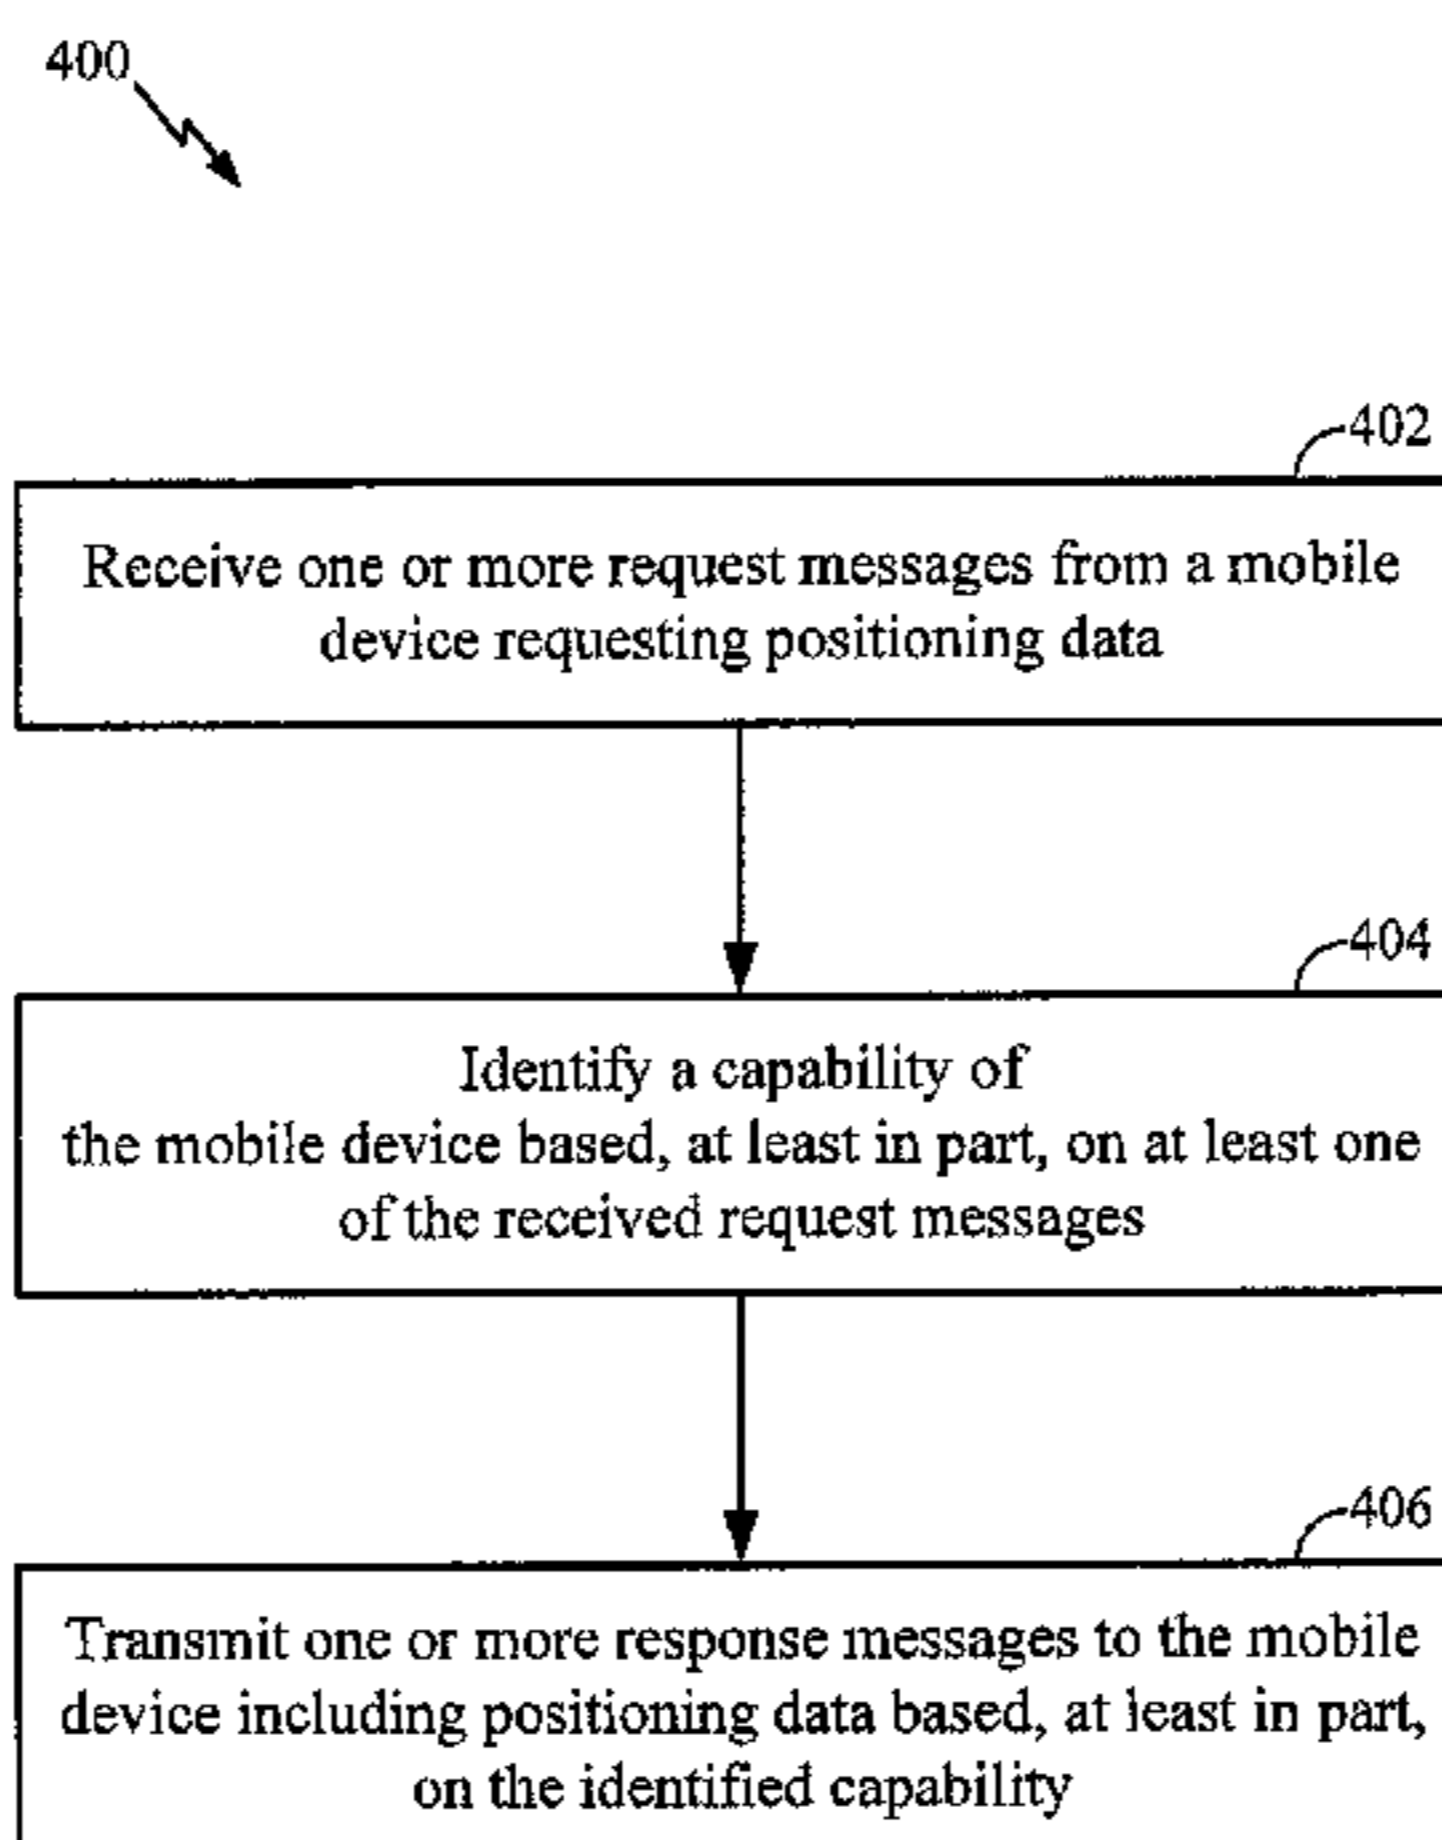 400
402
Receive one or more request messages from a mobile
device requesting positioning data
404
Identify a capability of
the mobile device based, at least in part, on at least one
of the received request messages
406
Transmit one or more response messages to the mobile
device including positioning data based, at least in part,
on the identified capability